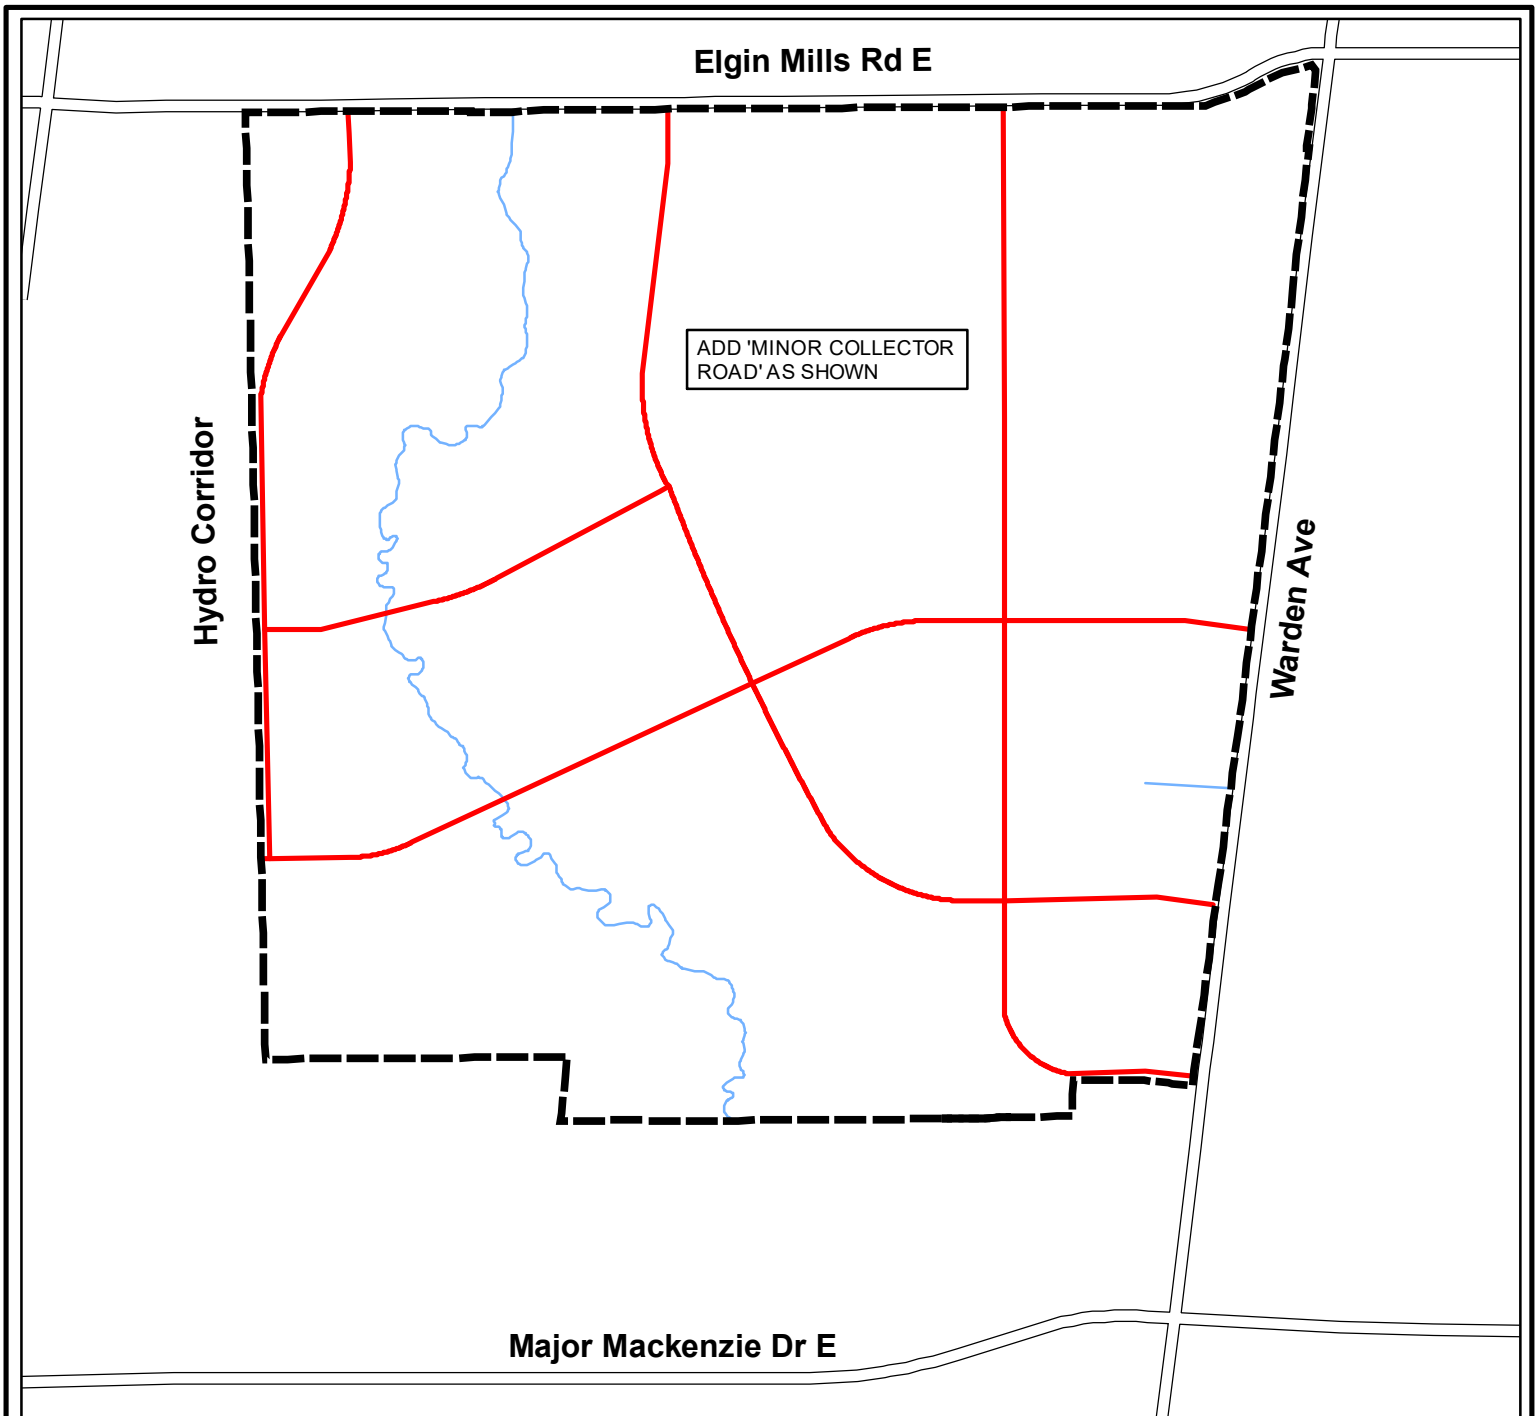 Elgin Mills Rd E
ADD 'MINOR COLLECTOR
ROAD' AS SHOWN
Hydro Corridor
Warden Ave
Major Mackenzie Dr E